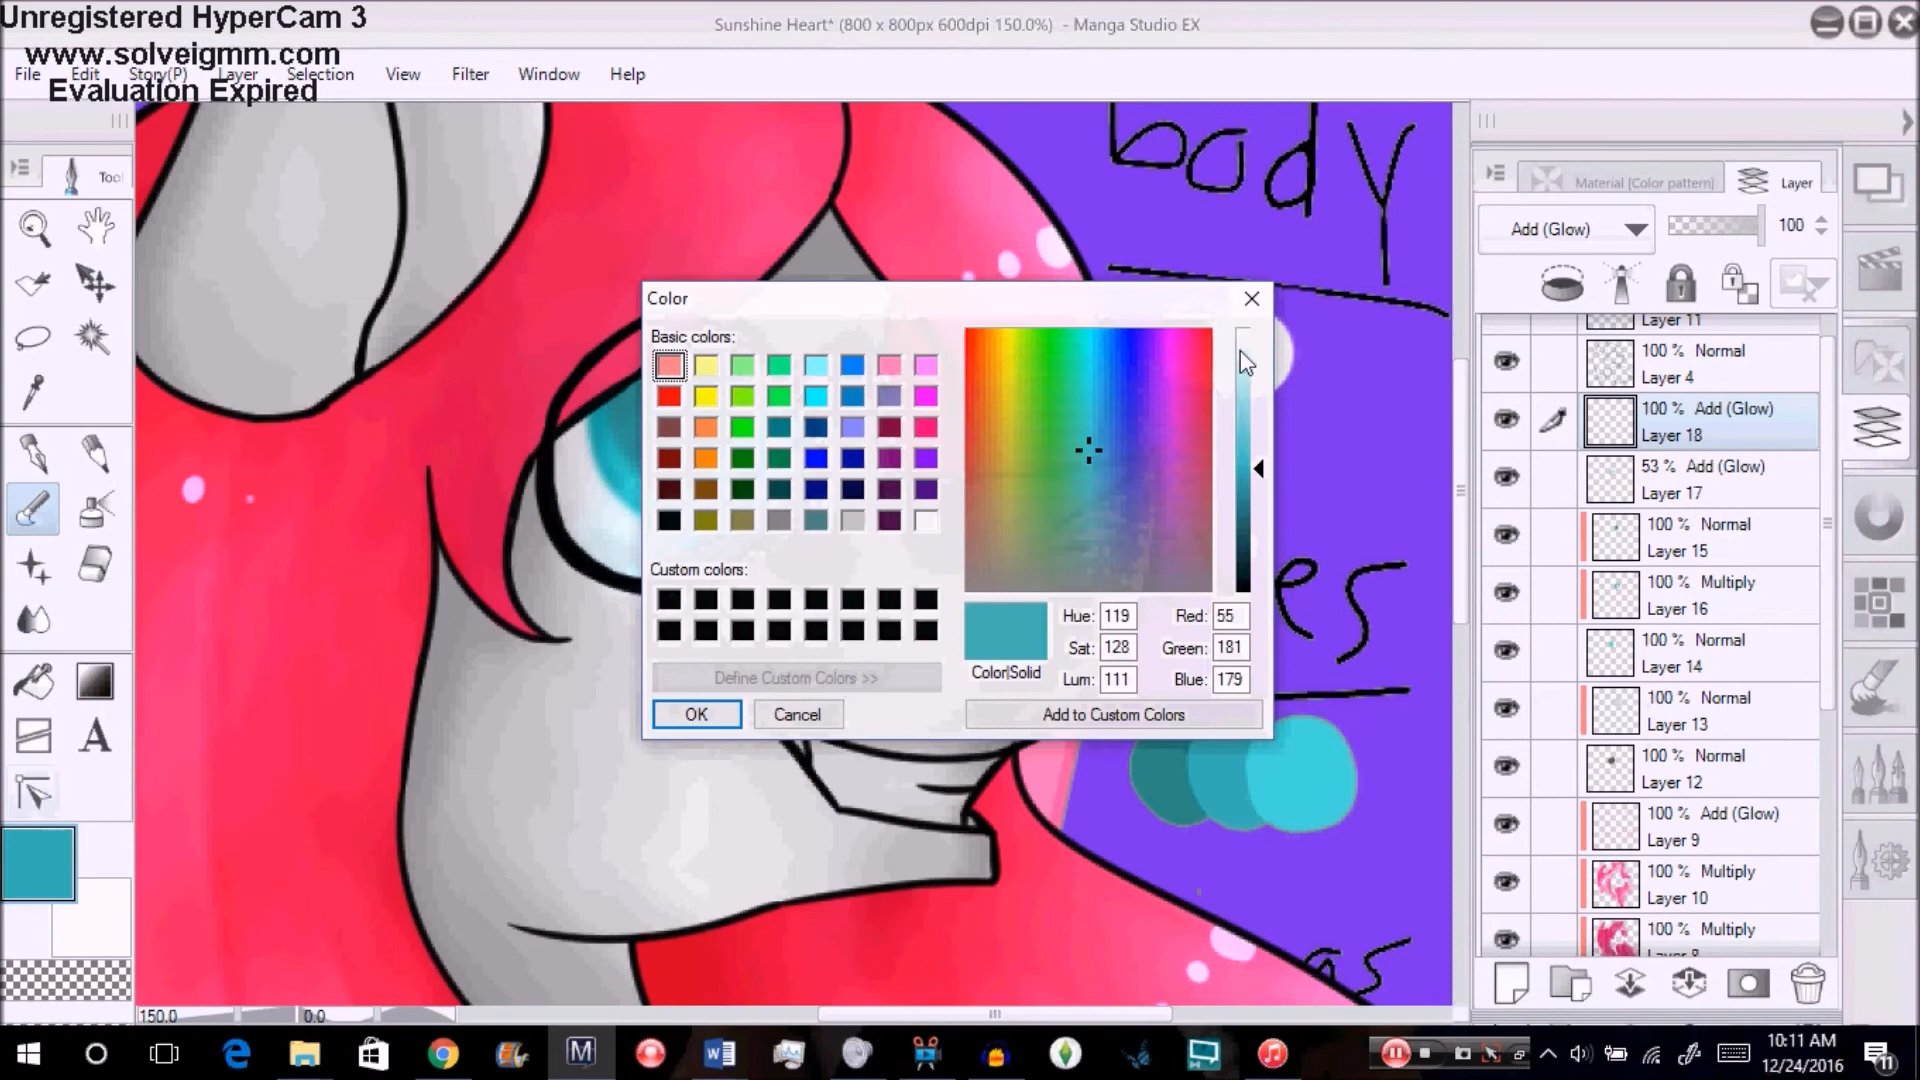 Unregistered HyperCam 3
www.solveigmm.com
Evaluation Expired
Sunshine Heart* (800 x 800px 600dpi 150.0%) - Manga Studio EX
File Edit Story(P) Layer Selection View Filter Window Help
Tool
body
es
as
Color
Basic colors:
Custom colors:
Define Custom Colors >>
OK
Cancel
Color|Solid
Hue: 119
Sat: 128
Lum: 111
Red: 55
Green: 181
Blue: 179
Add to Custom Colors
Material [Color pattern]
Layer
Add (Glow)
100
Layer 11
100 % Normal
Layer 4
100 % Add (Glow)
Layer 18
53 % Add (Glow)
Layer 17
100 % Normal
Layer 15
100 % Multiply
Layer 16
100 % Normal
Layer 14
100 % Normal
Layer 13
100 % Normal
Layer 12
100 % Add (Glow)
Layer 9
100 % Multiply
Layer 10
100 % Multiply
150.0
0.0
10:11 AM
12/24/2016
11